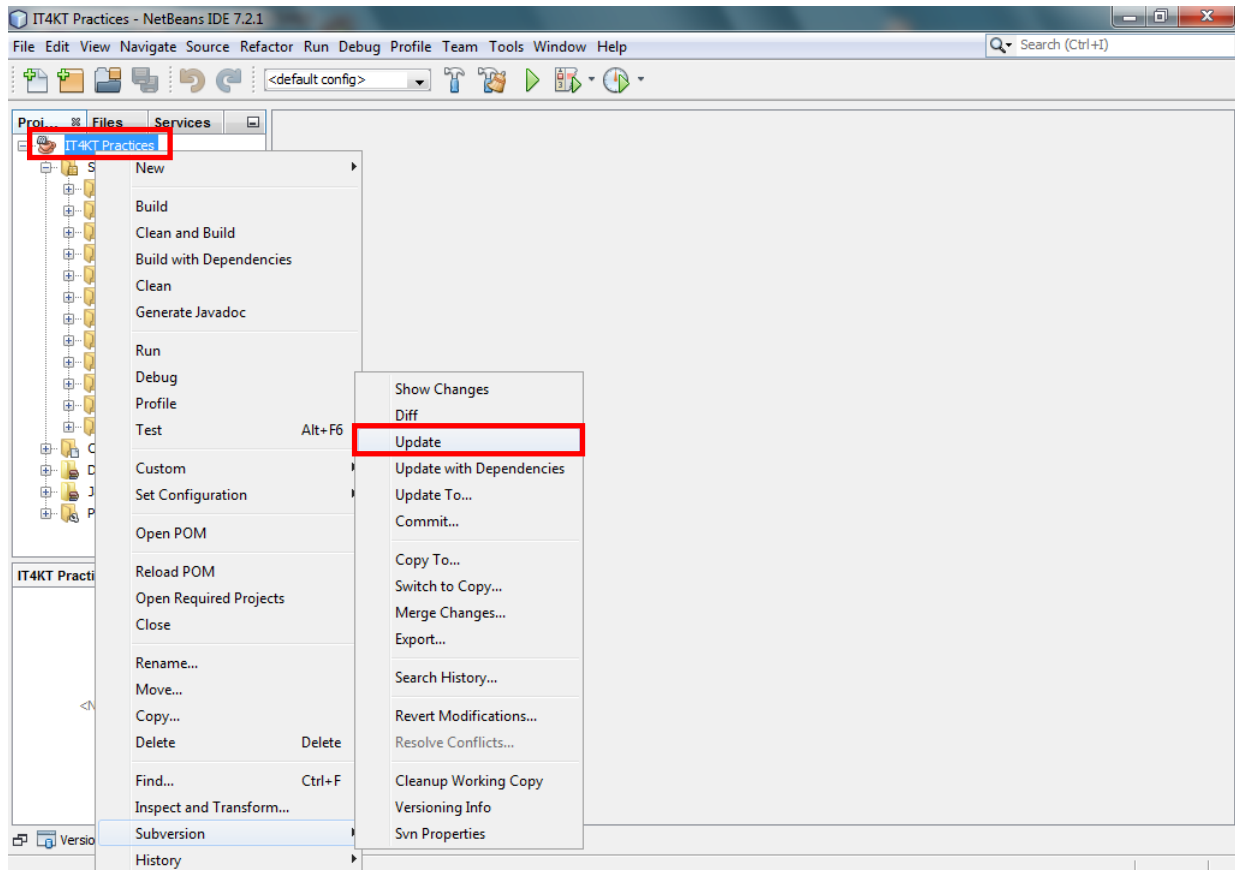 IT4KT Practices - NetBeans IDE 7.2.1
File Edit View Navigate Source Refactor Run Debug Profile Team Tools Window Help
Search (Ctrl+I)
<default config>
Proj... Files Services
IT4KT Practices
S
C
D
J
P
New
Build
Clean and Build
Build with Dependencies
Clean
Generate Javadoc
Run
Debug
Profile
Test Alt+F6
Custom
Set Configuration
Open POM
Reload POM
Open Required Projects
Close
Rename...
Move...
Copy...
Delete Delete
Find... Ctrl+F
Inspect and Transform...
Subversion
History
Show Changes
Diff
Update
Update with Dependencies
Update To...
Commit...
Copy To...
Switch to Copy...
Merge Changes...
Export...
Search History...
Revert Modifications...
Resolve Conflicts...
Cleanup Working Copy
Versioning Info
Svn Properties
IT4KT Practi
<N
Versio